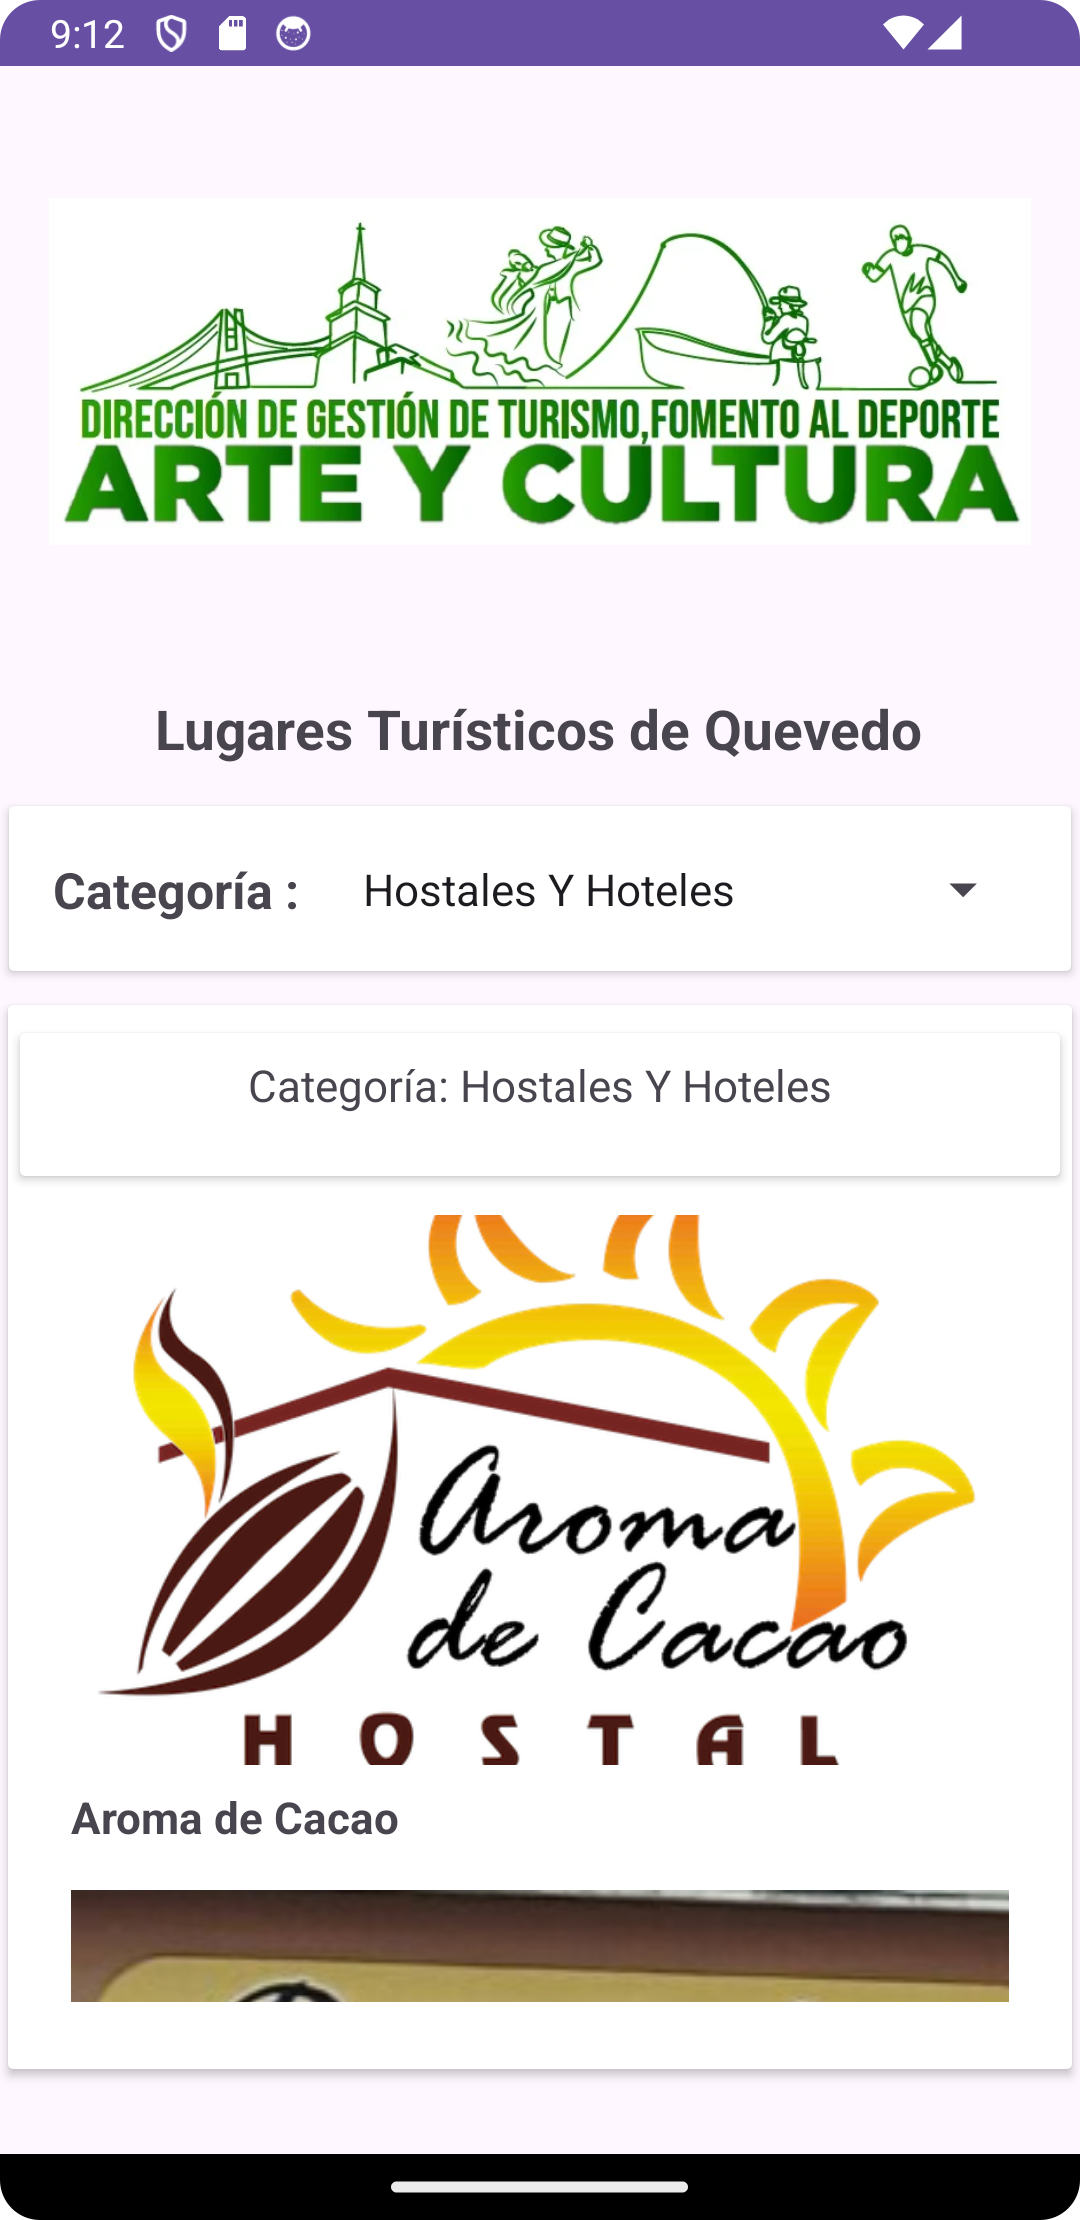 9:12
DIRECCIÓN DE GESTIÓN DE TURISMO,FOMENTO AL DEPORTE
ARTE Y CULTURA
Lugares Turísticos de Quevedo
Categoría :
Hostales Y Hoteles
Categoría: Hostales Y Hoteles
Aroma
de Cacao
HOSTAL
Aroma de Cacao